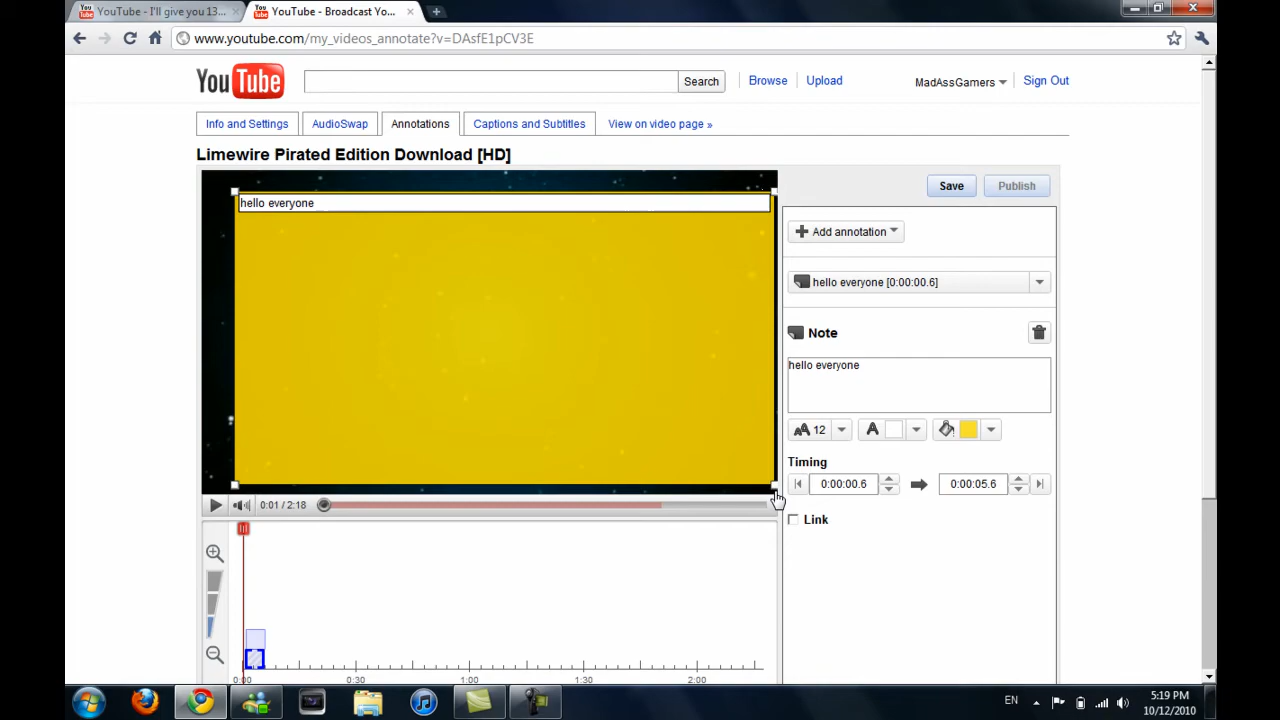 YouTube - I'll give you 13...
YouTube - Broadcast Yo...
www.youtube.com/my_videos_annotate?v=DAsfE1pCV3E
YouTube
Search
Browse
Upload
MadAssGamers
Sign Out
Info and Settings
AudioSwap
Annotations
Captions and Subtitles
View on video page »
Limewire Pirated Edition Download [HD]
Save
Publish
hello everyone
Add annotation
hello everyone [0:00:00.6]
Note
hello everyone
12
Timing
0:00:00.6
0:00:05.6
0:01 / 2:18
Link
0:00
0:30
1:00
1:30
2:00
EN
5:19 PM
10/12/2010